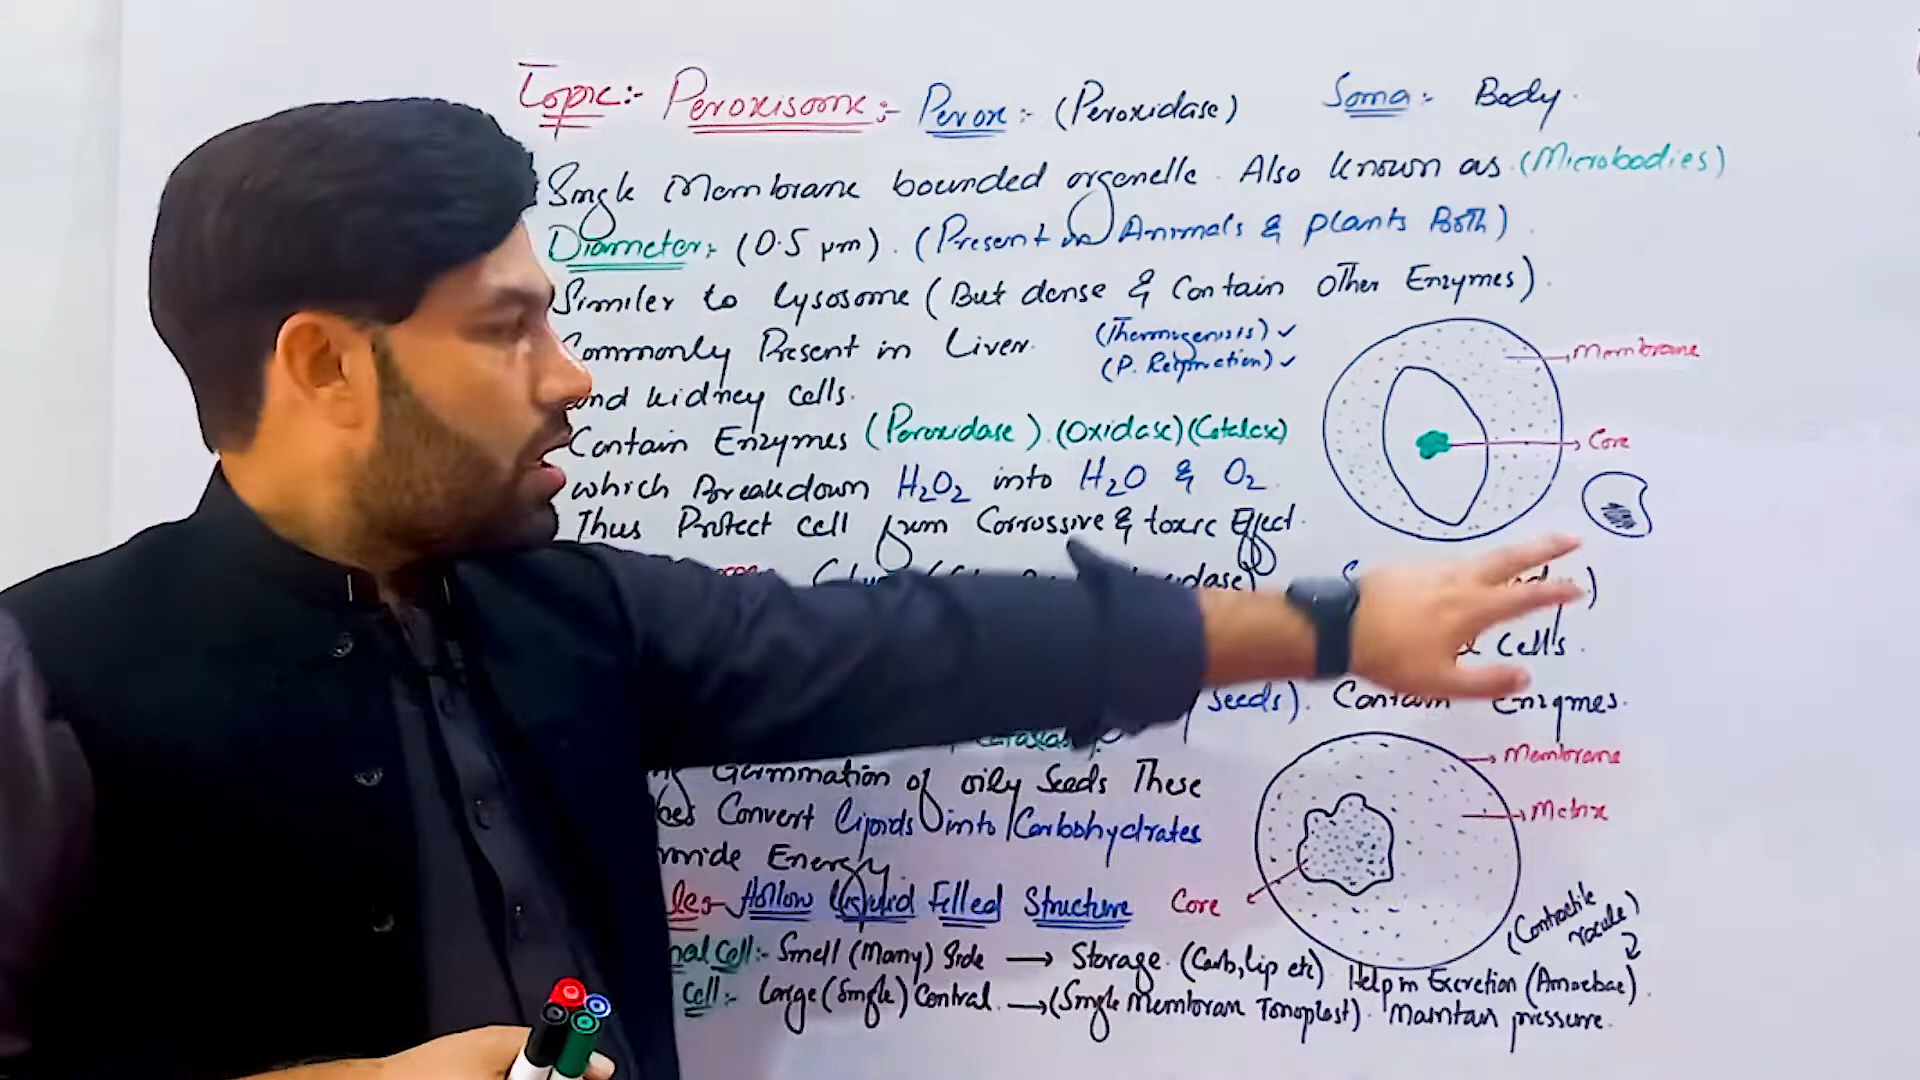 Topic:- Peroxisome:- Perox:- (Peroxidase) Soma:- Body.
Single Membrane bounded organelle. Also known as (Microbodies)
Diameter:- (0.5 µm). (Present in Animals & plants Both).
Similer to lysosome (But dense & Contain Other Enzymes).
Commonly Present in Liver.
and kidney cells.
(Thermogenisis) ✓
(P. Respiration) ✓
Contain Enzymes (Peroxidase). (Oxidase) (Catalase)
which Breakdown H2O2 into H2O & O2.
Thus Protect cell from Corrossive & toxic Effect.
Membrane
Core
Cells.
seeds). Contain Enzymes.
Germination of oily Seeds These
Convert lipids into Carbohydrates
Energy
Membrane
Matrix
Core
Hollow Liquid Filled Structure
Cell:- Small (Many) Side → Storage. (Carb, lip etc) Help in Excretion (Amoebae).
(Contractile vacuole)
Cell:- Large (Single) Central. → (Single Membrane Tonoplast). Maintain pressure.